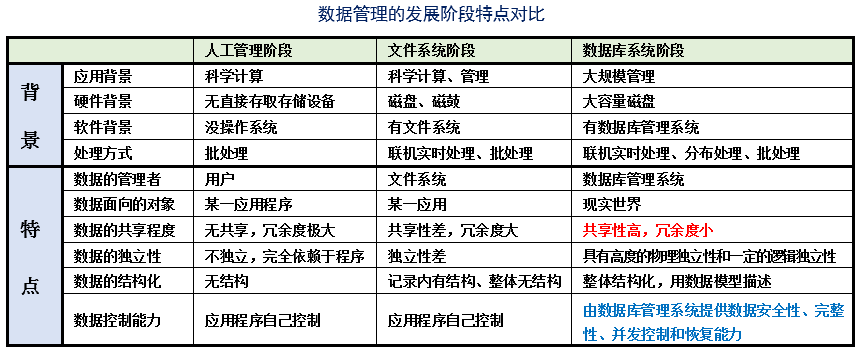 数据管理的发展阶段特点对比
人工管理阶段 文件系统阶段 数据库系统阶段
背景
应用背景 科学计算 科学计算、管理 大规模管理
硬件背景 无直接存取存储设备 磁盘、磁鼓 大容量磁盘
软件背景 没操作系统 有文件系统 有数据库管理系统
处理方式 批处理 联机实时处理、批处理 联机实时处理、分布处理、批处理
特点
数据的管理者 用户 文件系统 数据库管理系统
数据面向的对象 某一应用程序 某一应用 现实世界
数据的共享程度 无共享，冗余度极大 共享性差，冗余度大 共享性高，冗余度小
数据的独立性 不独立，完全依赖于程序 独立性差 具有高度的物理独立性和一定的逻辑独立性
数据的结构化 无结构 记录内有结构、整体无结构 整体结构化，用数据模型描述
数据控制能力 应用程序自己控制 应用程序自己控制 由数据库管理系统提供数据安全性、完整
性、并发控制和恢复能力